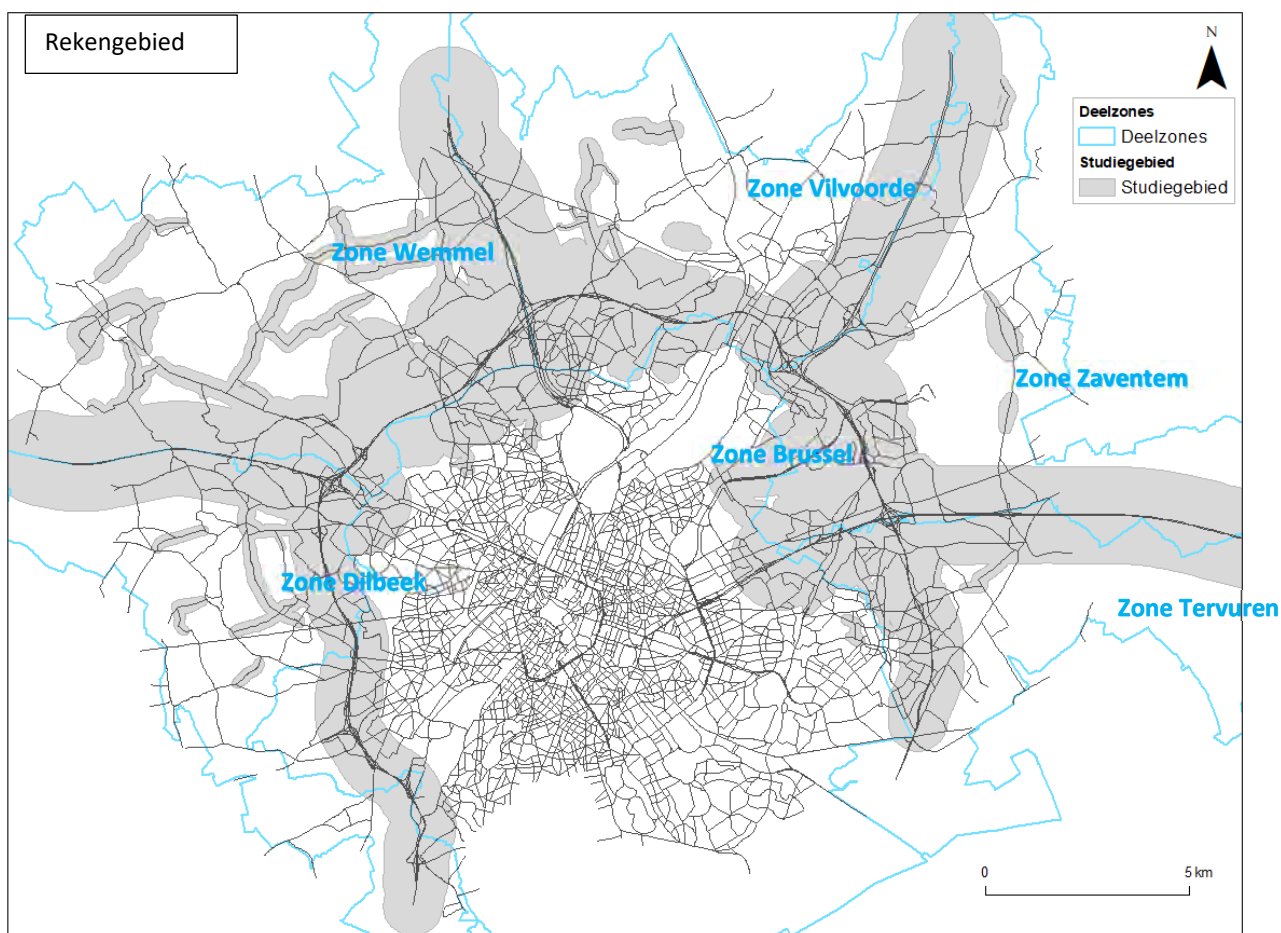 Rekengebied
N
Deelzones
Deelzones
Studiegebied
Studiegebied
Zone Vilvoorde
Zone Wemmel
Zone Zaventem
Zone Brussel
Zone Dilbeek
Zone Tervuren
0 5 km